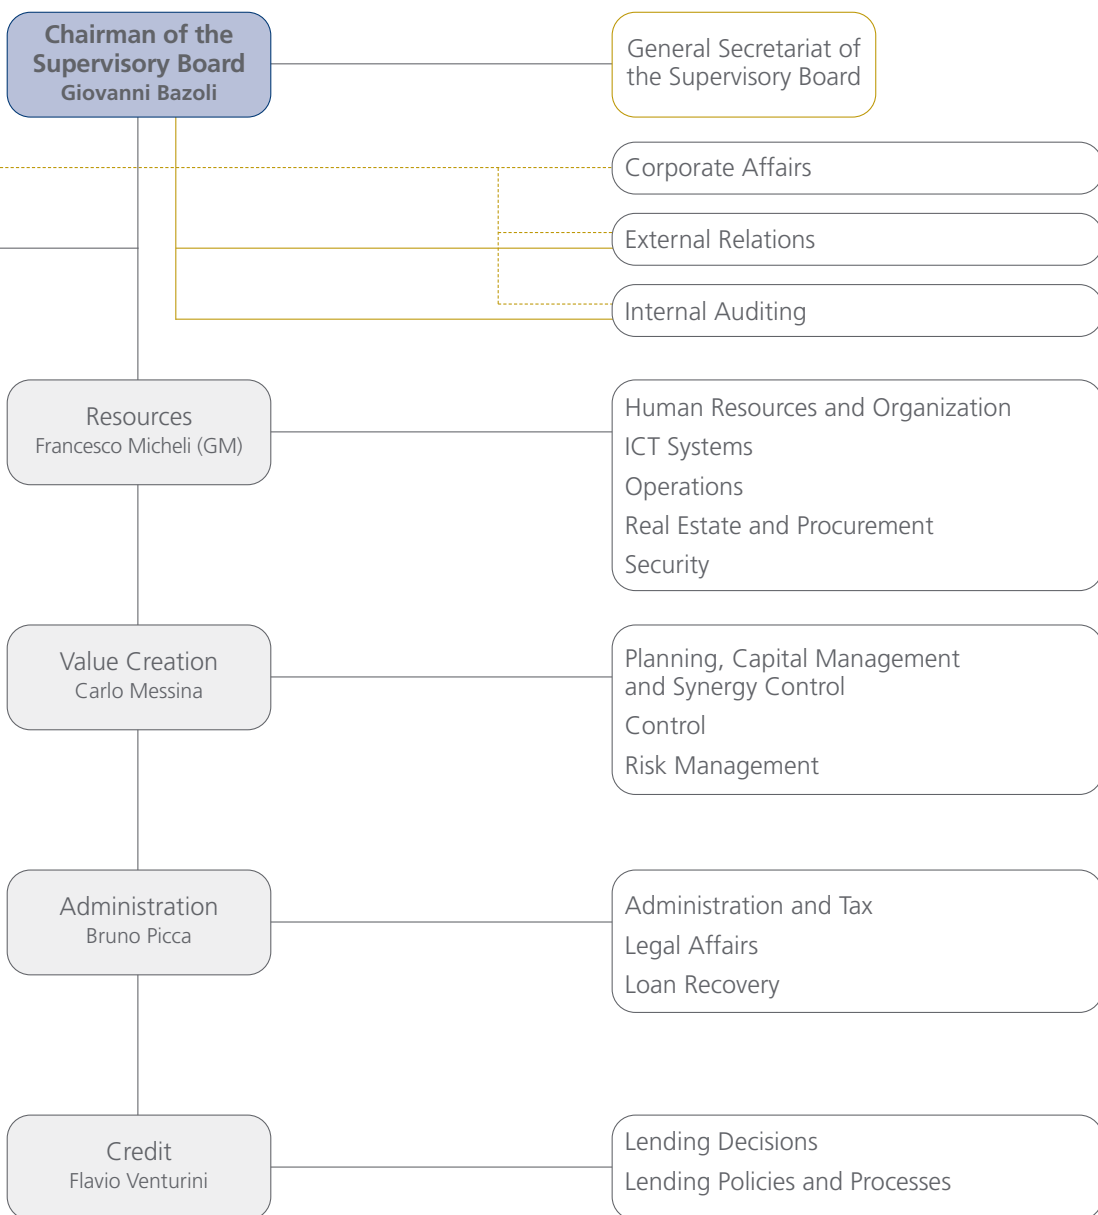 Chairman of the
Supervisory Board
Giovanni Bazoli
General Secretariat of
the Supervisory Board
Corporate Affairs
External Relations
Internal Auditing
Resources
Francesco Micheli (GM)
Human Resources and Organization
ICT Systems
Operations
Real Estate and Procurement
Security
Value Creation
Carlo Messina
Planning, Capital Management
and Synergy Control
Control
Risk Management
Administration
Bruno Picca
Administration and Tax
Legal Affairs
Loan Recovery
Credit
Flavio Venturini
Lending Decisions
Lending Policies and Processes